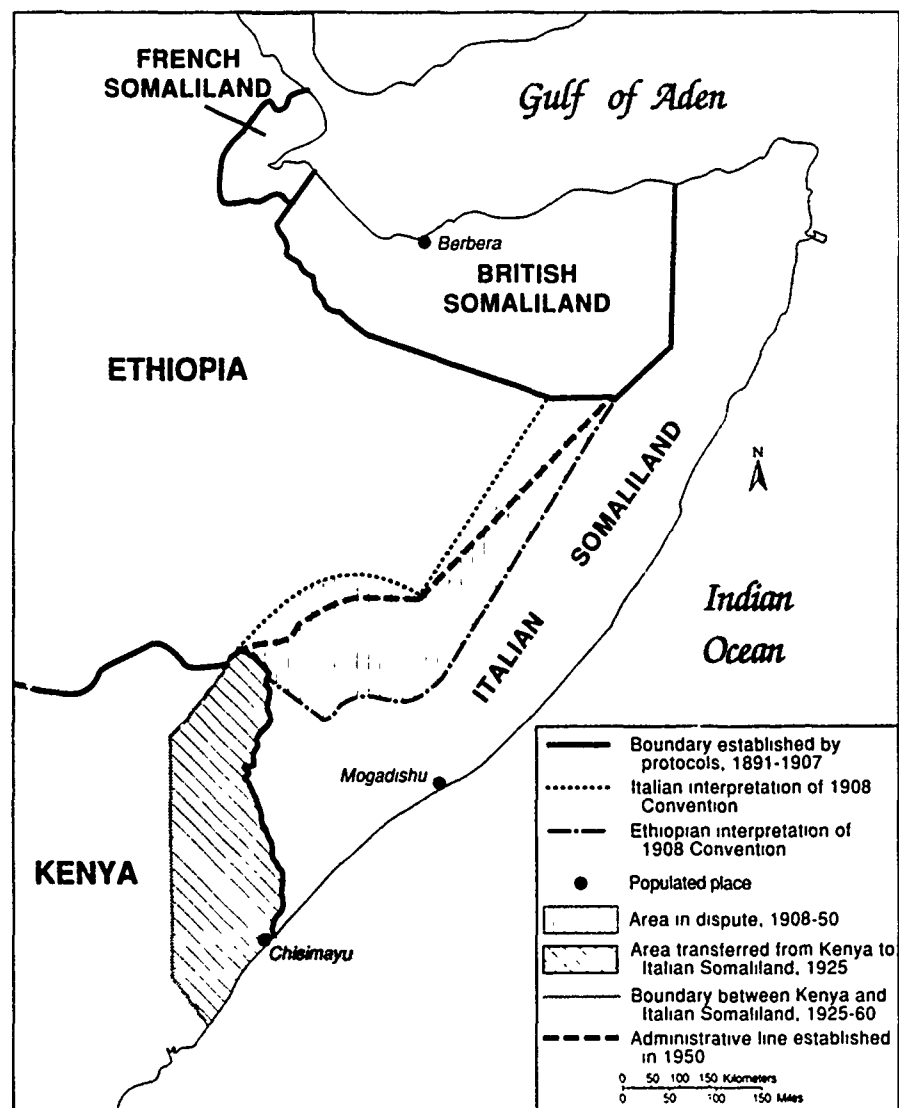 FRENCH
SOMALILAND
Gulf of Aden
Berbera
BRITISH
SOMALILAND
ETHIOPIA
ITALIAN SOMALILAND
N
Indian
Ocean
Mogadishu
KENYA
Chisimayu
Boundary established by
protocols, 1891-1907
Italian interpretation of 1908
Convention
Ethiopian interpretation of
1908 Convention
Populated place
Area in dispute, 1908-50
Area transferred from Kenya to
Italian Somaliland, 1925
Boundary between Kenya and
Italian Somaliland, 1925-60
Administrative line established
in 1950
0 50 100 150 Kilometers
0 50 100 150 Miles